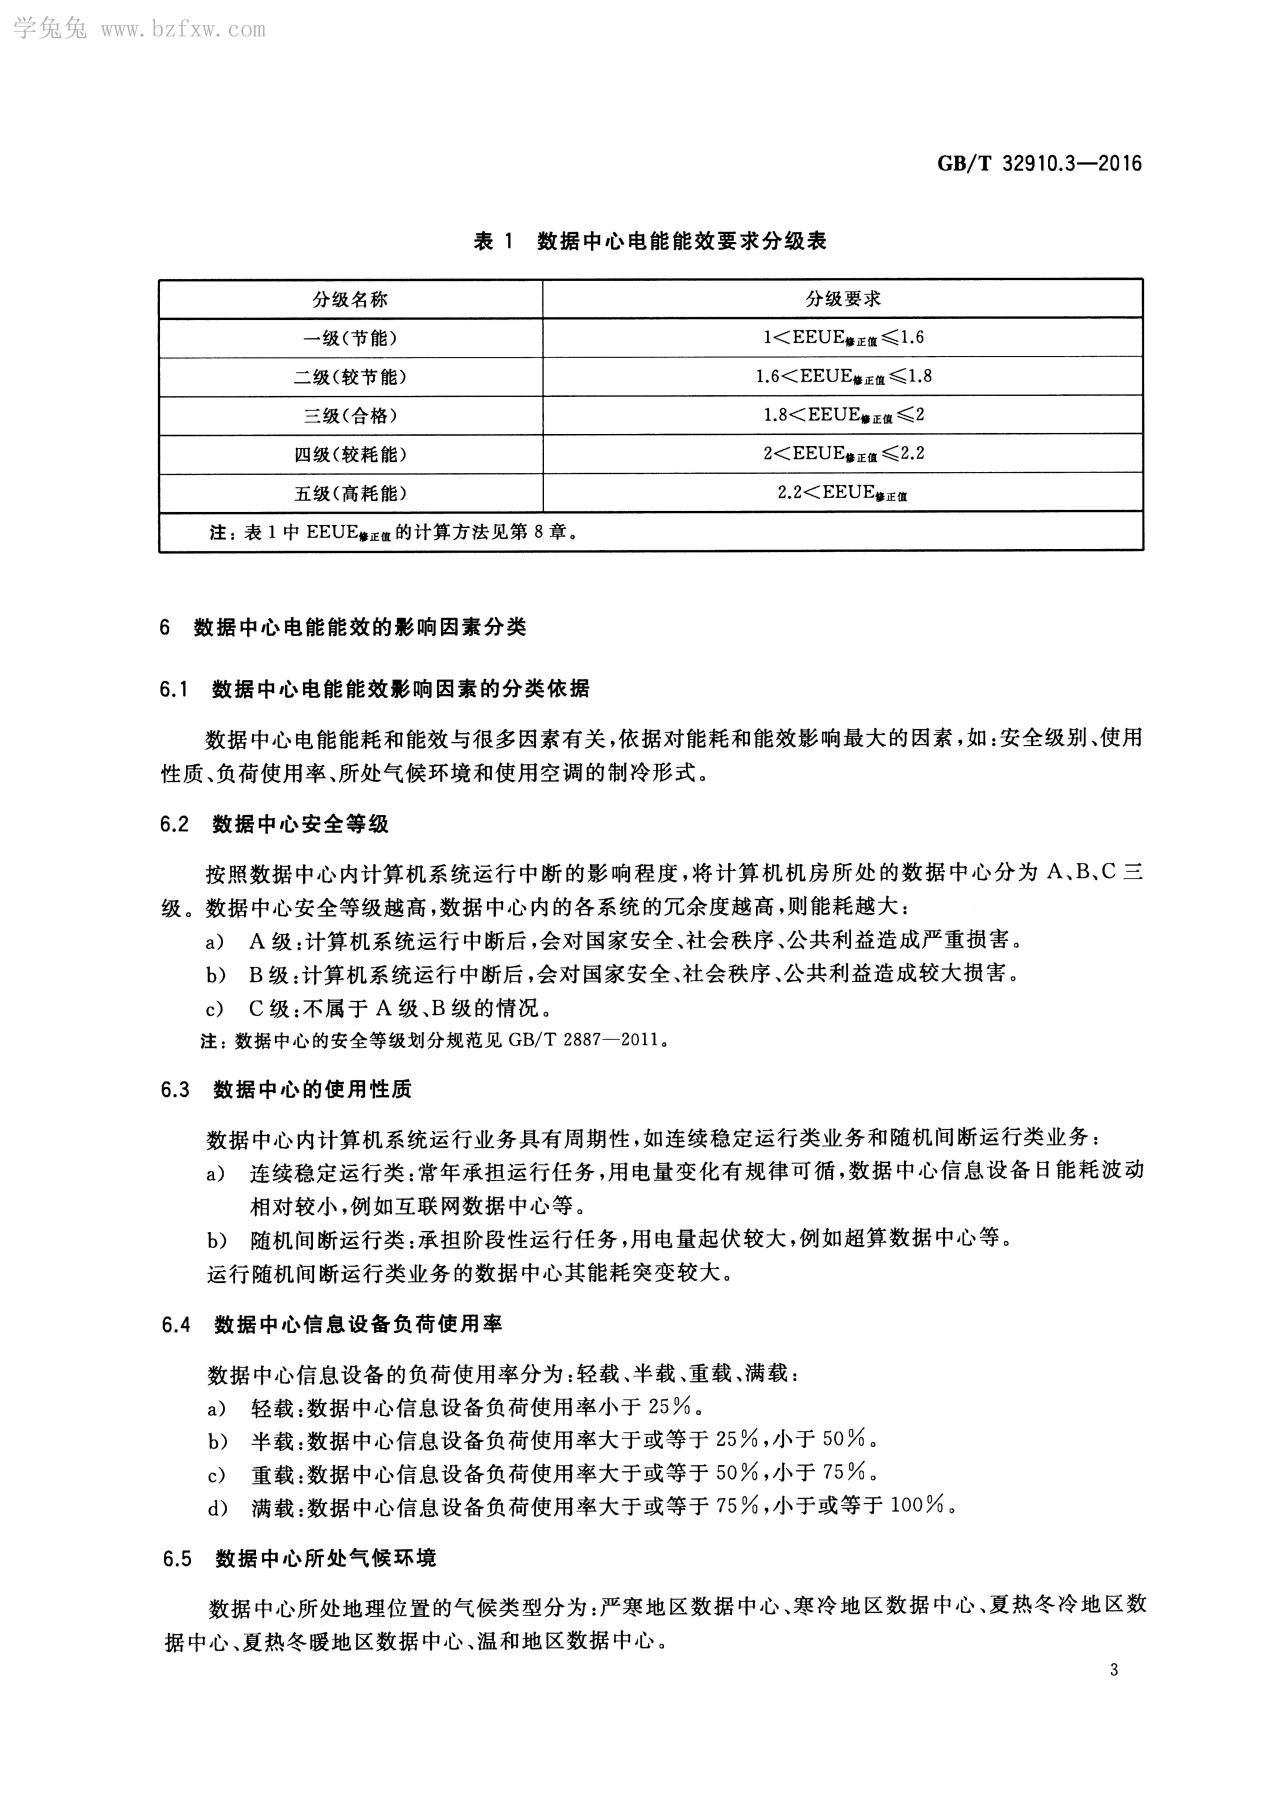 学兔兔 www.bzfxw.com
GB/T 32910.3—2016
表 1 数据中心电能能效要求分级表
分级名称 分级要求
一级(节能) 1<EEUE修正值≤1.6
二级(较节能) 1.6<EEUE修正值≤1.8
三级(合格) 1.8<EEUE修正值≤2
四级(较耗能) 2<EEUE修正值≤2.2
五级(高耗能) 2.2<EEUE修正值
注：表 1 中 EEUE修正值的计算方法见第 8 章。
6 数据中心电能能效的影响因素分类
6.1 数据中心电能能效影响因素的分类依据
数据中心电能能耗和能效与很多因素有关,依据对能耗和能效影响最大的因素,如:安全级别、使用
性质、负荷使用率、所处气候环境和使用空调的制冷形式。
6.2 数据中心安全等级
按照数据中心内计算机系统运行中断的影响程度,将计算机机房所处的数据中心分为 A、B、C 三
级。数据中心安全等级越高,数据中心内的各系统的冗余度越高,则能耗越大：
a) A 级:计算机系统运行中断后,会对国家安全、社会秩序、公共利益造成严重损害。
b) B 级:计算机系统运行中断后,会对国家安全、社会秩序、公共利益造成较大损害。
c) C 级:不属于 A 级、B 级的情况。
注：数据中心的安全等级划分规范见 GB/T 2887—2011。
6.3 数据中心的使用性质
数据中心内计算机系统运行业务具有周期性,如连续稳定运行类业务和随机间断运行类业务：
a) 连续稳定运行类:常年承担运行任务,用电量变化有规律可循,数据中心信息设备日能耗波动
相对较小,例如互联网数据中心等。
b) 随机间断运行类:承担阶段性运行任务,用电量起伏较大,例如超算数据中心等。
运行随机间断运行类业务的数据中心其能耗突变较大。
6.4 数据中心信息设备负荷使用率
数据中心信息设备的负荷使用率分为:轻载、半载、重载、满载：
a) 轻载:数据中心信息设备负荷使用率小于 25%。
b) 半载:数据中心信息设备负荷使用率大于或等于 25%,小于 50%。
c) 重载:数据中心信息设备负荷使用率大于或等于 50%,小于 75%。
d) 满载:数据中心信息设备负荷使用率大于或等于 75%,小于或等于 100%。
6.5 数据中心所处气候环境
数据中心所处地理位置的气候类型分为:严寒地区数据中心、寒冷地区数据中心、夏热冬冷地区数
据中心、夏热冬暖地区数据中心、温和地区数据中心。
3